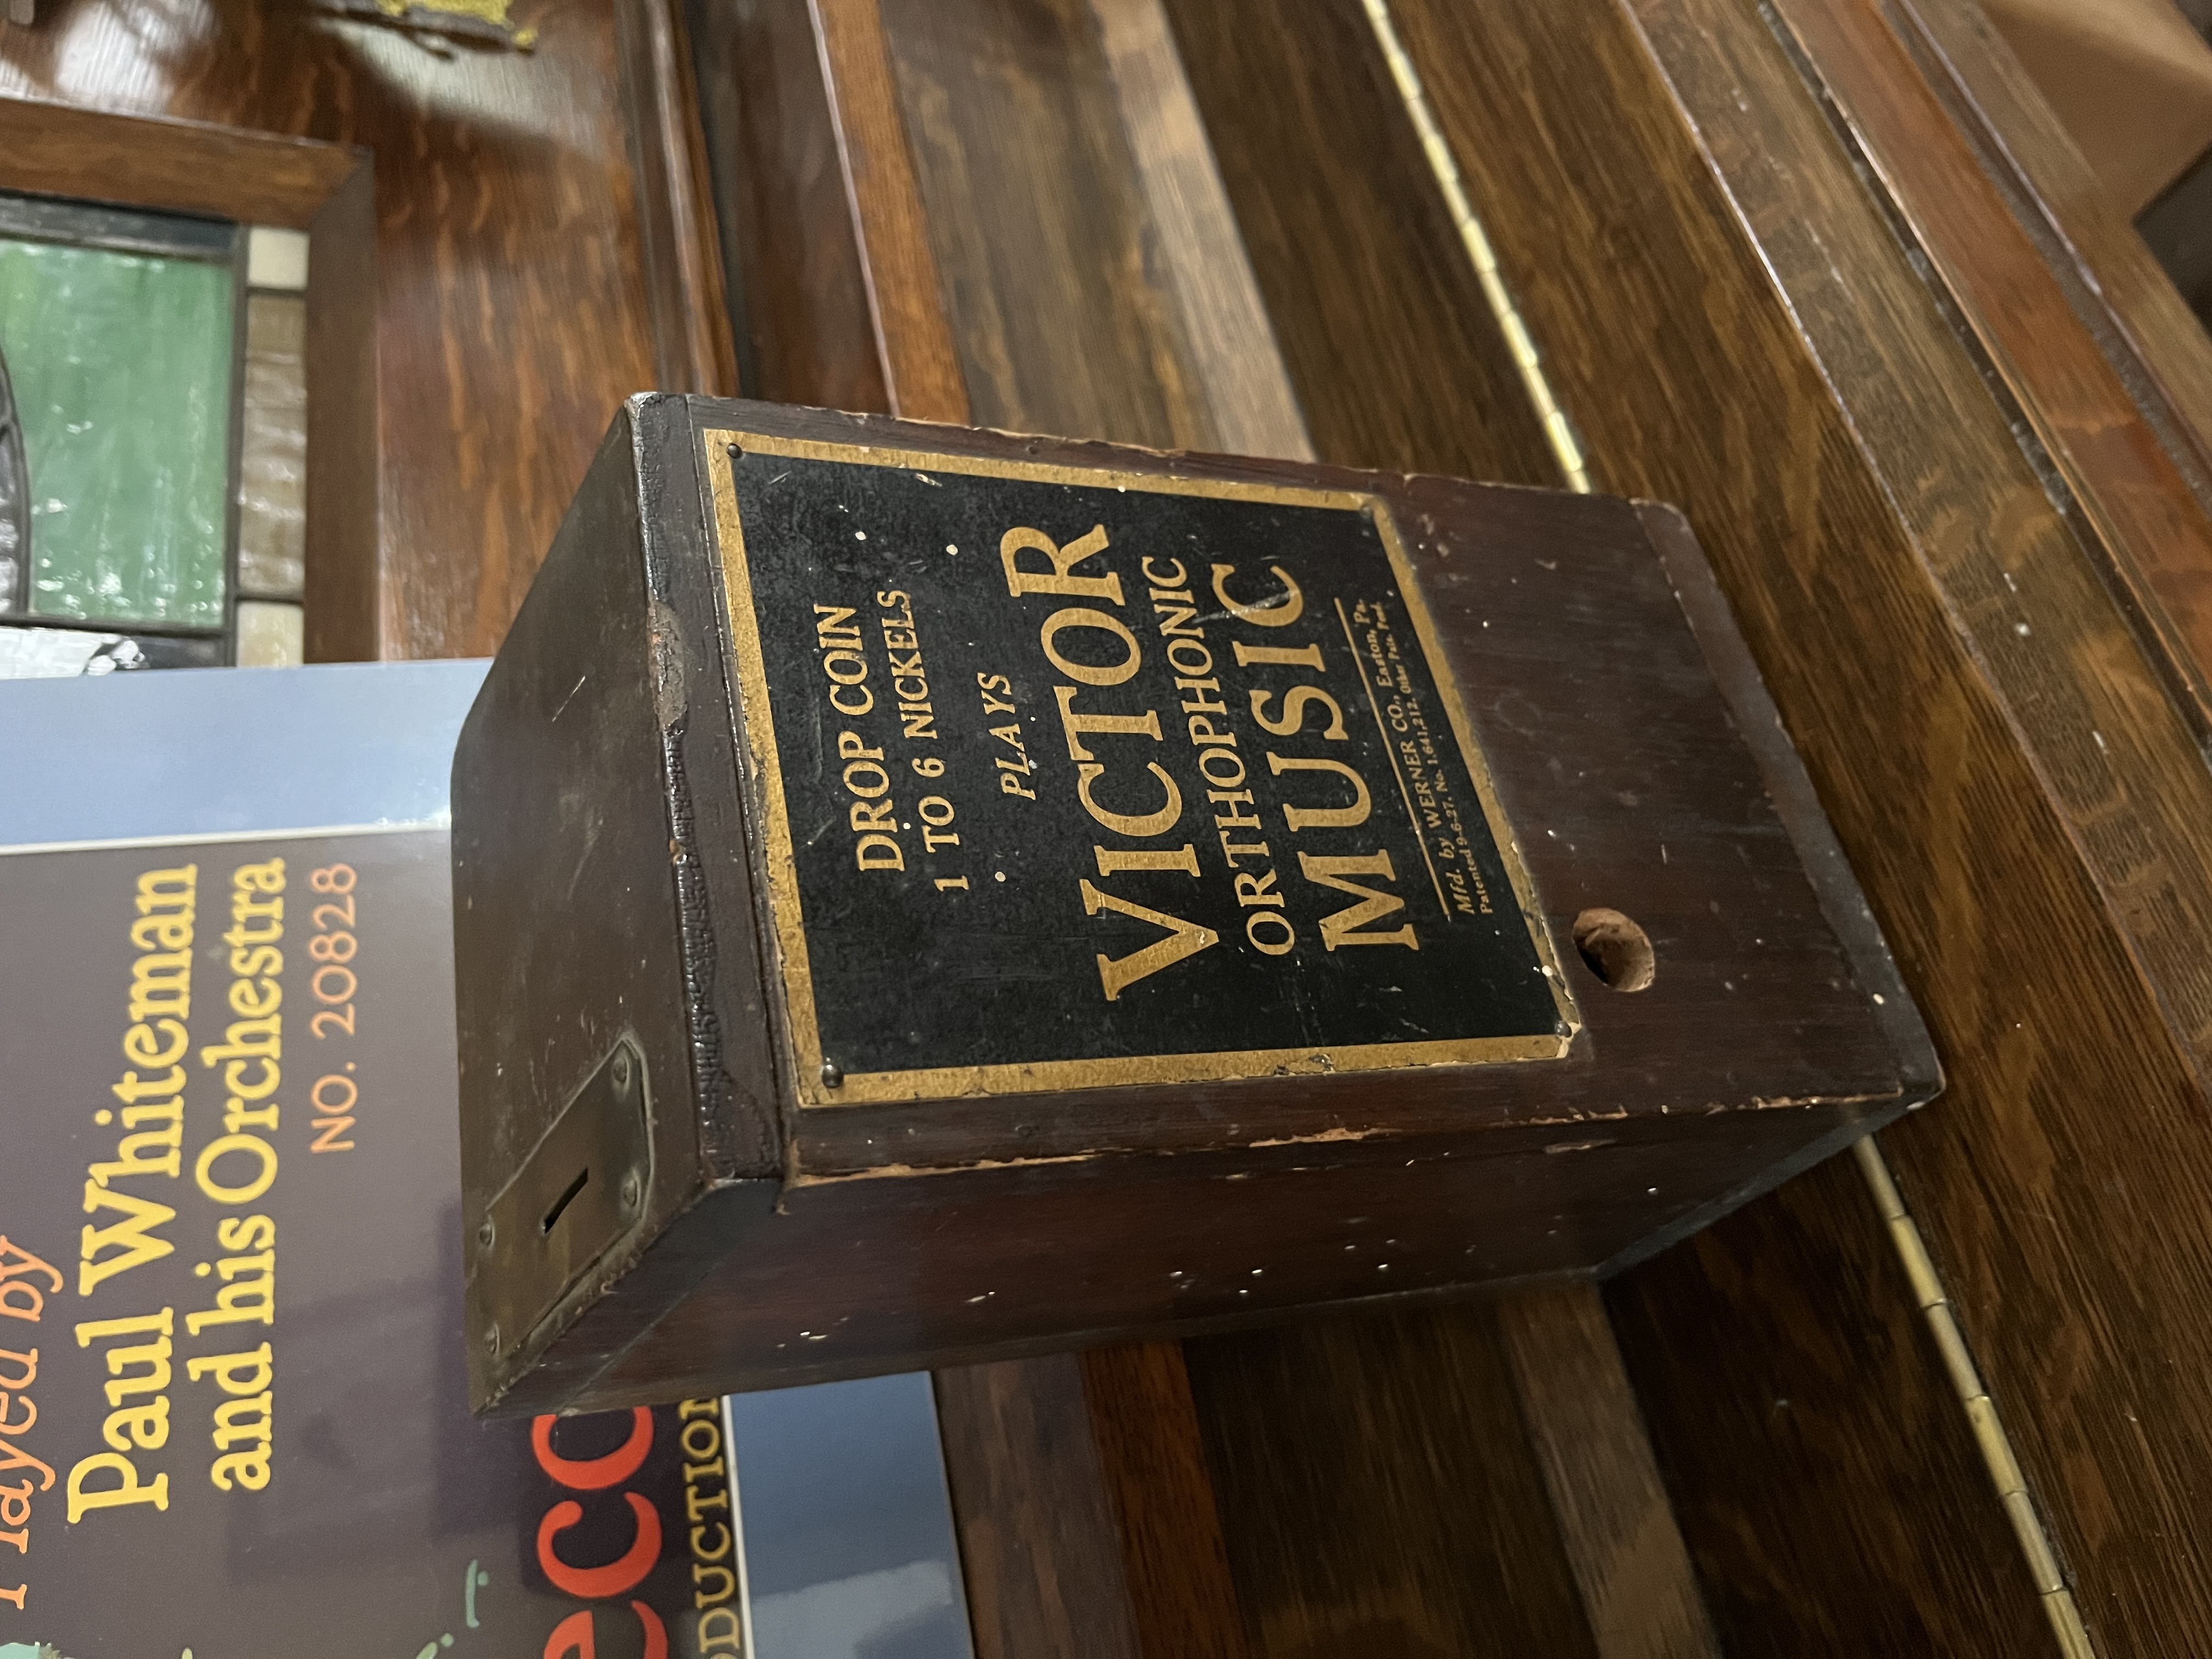 DROP COIN
1 TO 6 NICKELS
PLAYS
VICTOR
ORTHOPHONIC
MUSIC
Mfd. by WERNER CO., Easton, Pa.
Patented 9-6-27. No. 1,641,212. Other Pats. Pend.
Played by
Paul Whiteman
and his Orchestra
NO. 20828